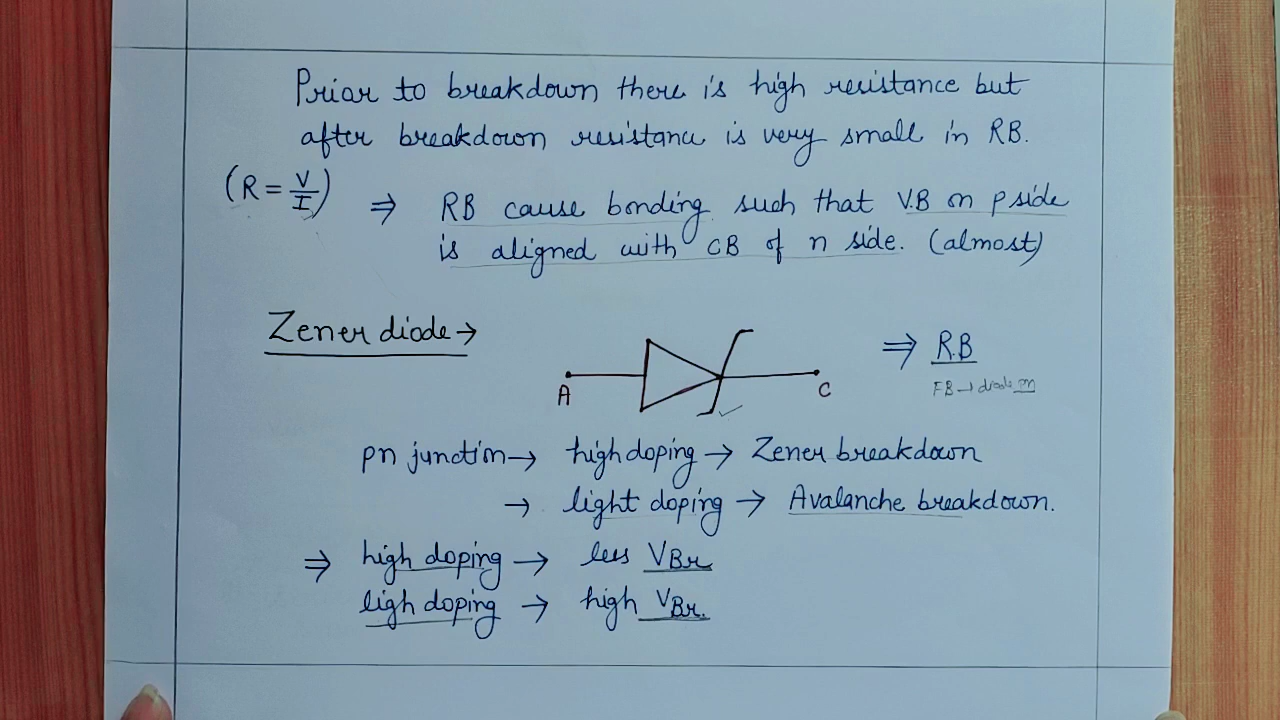 Prior to breakdown there is high resistance but
after breakdown resistance is very small in RB.
(R = V/I) ⇒ RB cause bonding such that V.B on p side
is aligned with CB of n side. (almost)
Zener diode →
A
C
⇒ R.B
FB → diode on
pn junction → high doping → Zener breakdown
→ light doping → Avalanche breakdown.
⇒ high doping → less VBr
ligh doping → high VBr.